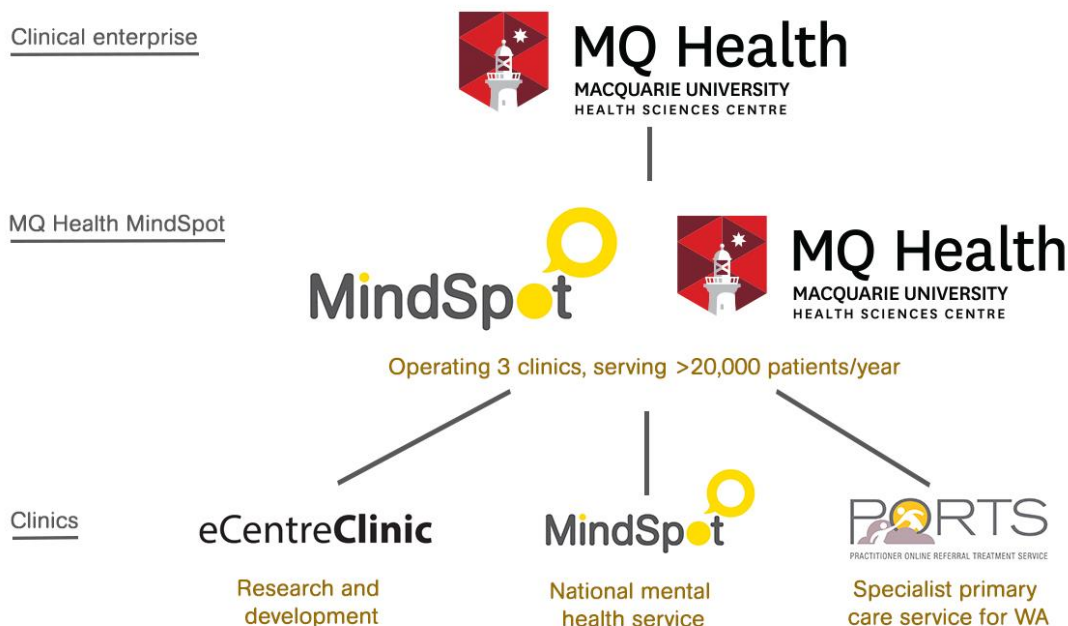 Clinical enterprise
MQ Health
MACQUARIE UNIVERSITY
HEALTH SCIENCES CENTRE
MQ Health MindSpot
MindSpot
MQ Health
MACQUARIE UNIVERSITY
HEALTH SCIENCES CENTRE
Operating 3 clinics, serving >20,000 patients/year
Clinics
eCentreClinic
Research and
development
MindSpot
National mental
health service
PORTS
PRACTITIONER ONLINE REFERRAL TREATMENT SERVICE
Specialist primary
care service for WA